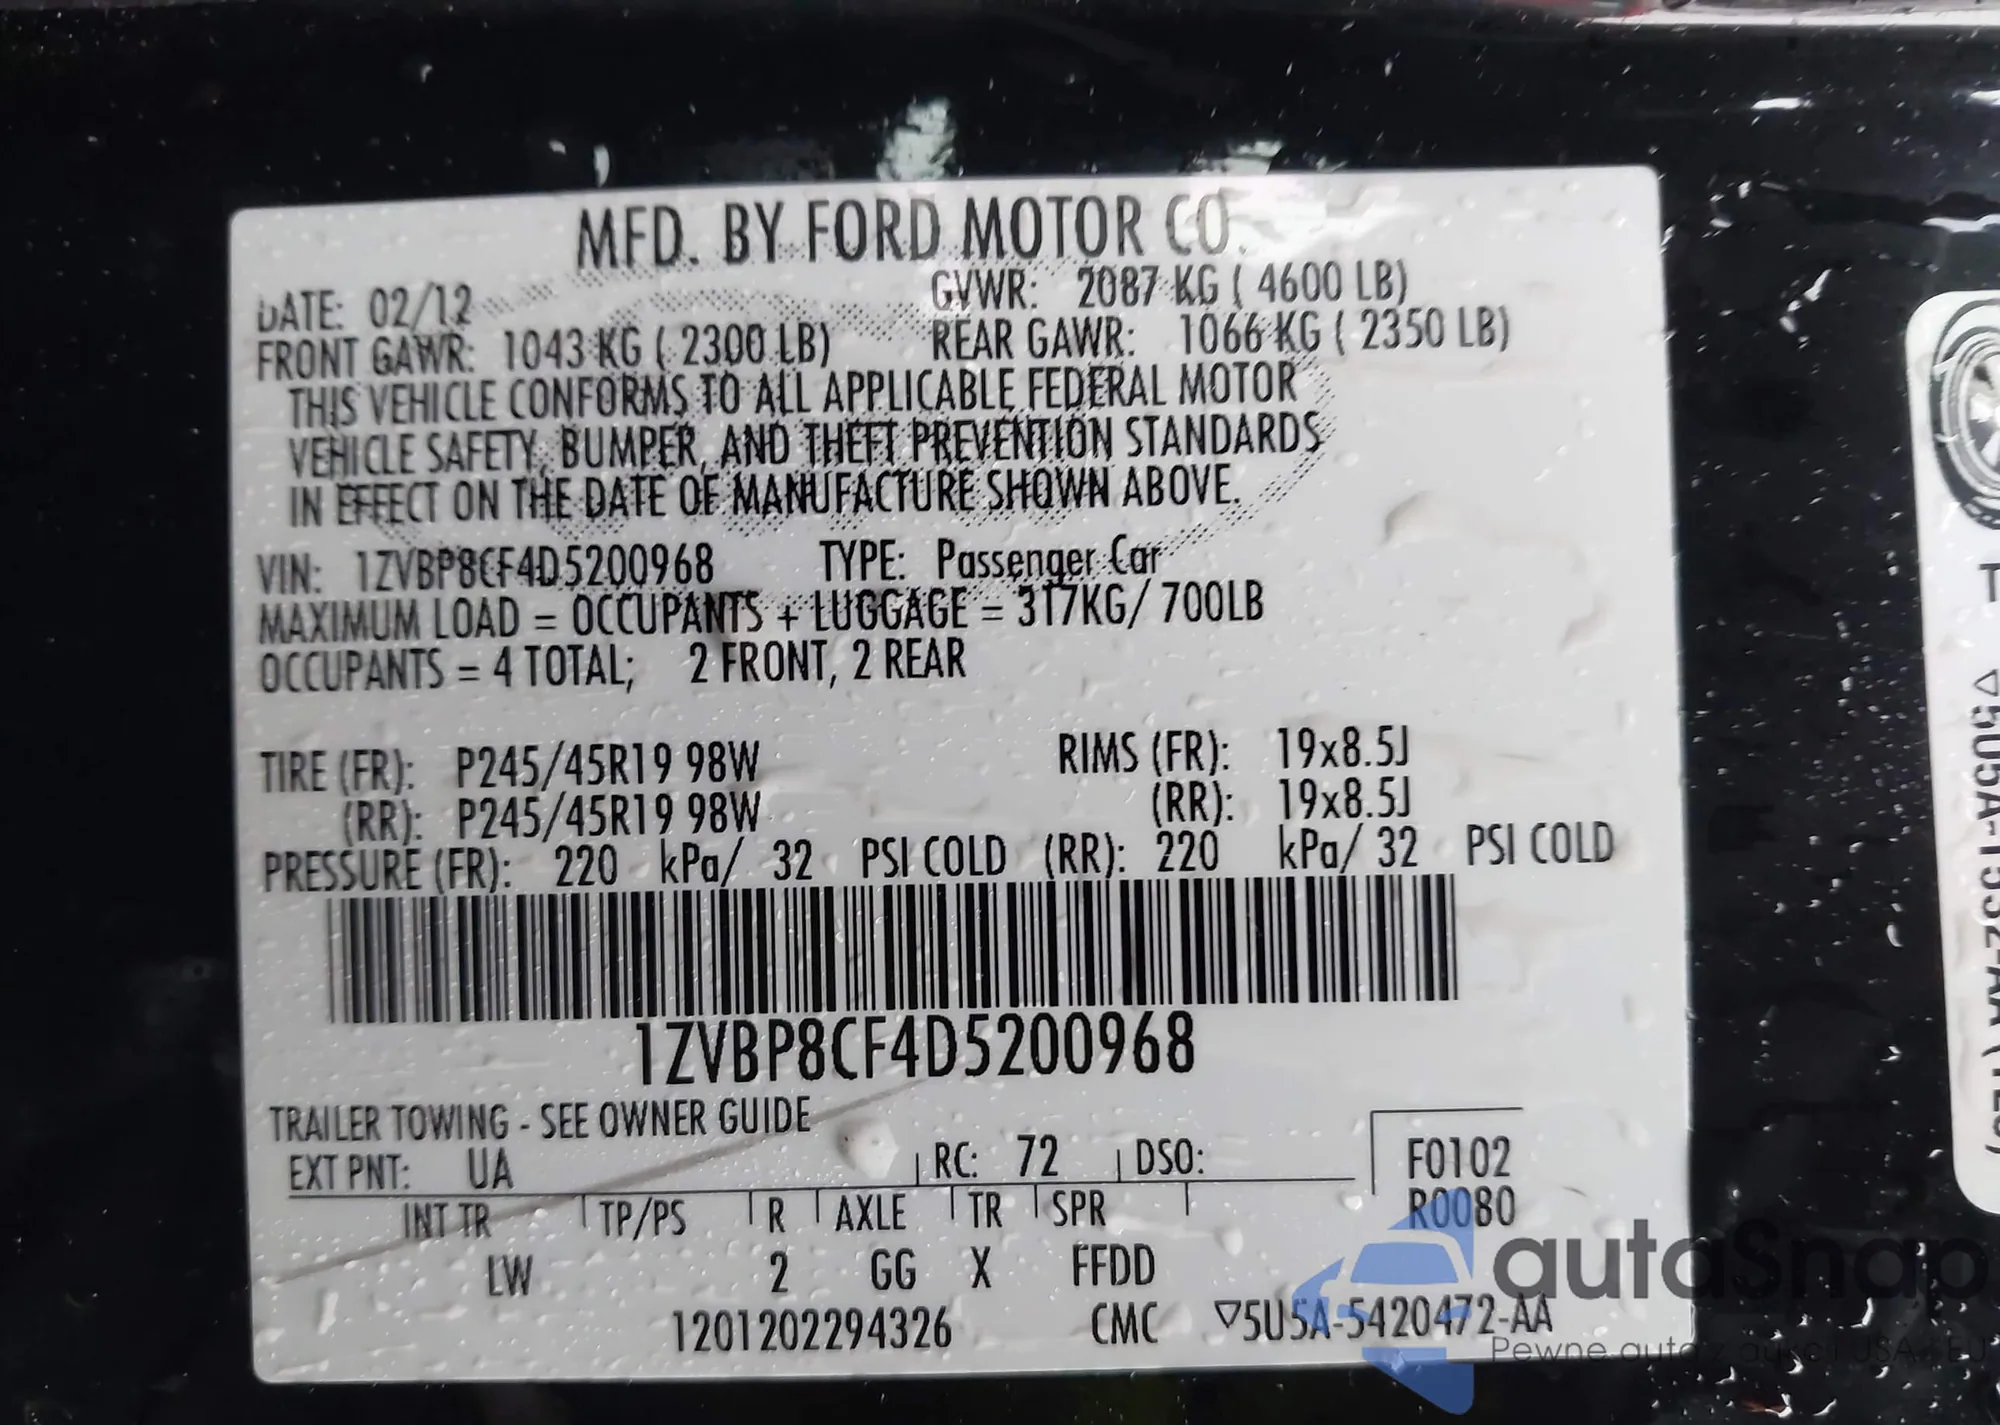 MFD. BY FORD MOTOR CO.
DATE: 02/12 GVWR: 2087 KG ( 4600 LB)
FRONT GAWR: 1043 KG ( 2300 LB) REAR GAWR: 1066 KG ( 2350 LB)
THIS VEHICLE CONFORMS TO ALL APPLICABLE FEDERAL MOTOR
VEHICLE SAFETY, BUMPER, AND THEFT PREVENTION STANDARDS
IN EFFECT ON THE DATE OF MANUFACTURE SHOWN ABOVE.
VIN: 1ZVBP8CF4D5200968 TYPE: Passenger Car
MAXIMUM LOAD = OCCUPANTS + LUGGAGE = 317KG/ 700LB
OCCUPANTS = 4 TOTAL; 2 FRONT, 2 REAR
TIRE (FR): P245/45R19 98W RIMS (FR): 19x8.5J
(RR): P245/45R19 98W (RR): 19x8.5J
PRESSURE (FR): 220 kPa/ 32 PSI COLD (RR): 220 kPa/ 32 PSI COLD
1ZVBP8CF4D5200968
TRAILER TOWING - SEE OWNER GUIDE
EXT PNT: UA RC: 72 DSO: F0102
R0080
INT TR TP/PS R AXLE TR SPR
LW 2 GG X FFDD
1201202294326 CMC ▽5U5A-5420472-AA
autaSnap
Pewne auta z aukcji USA i EU